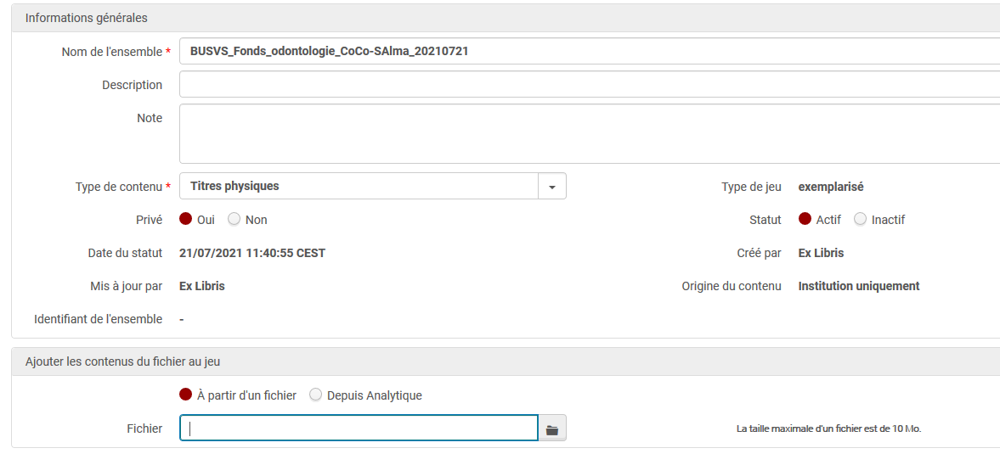 Informations générales
Nom de l'ensemble * BUSVS_Fonds_odontologie_CoCo-SAlma_20210721
Description
Note
Type de contenu * Titres physiques Type de jeu exemplarisé
Privé Oui Non Statut Actif Inactif
Date du statut 21/07/2021 11:40:55 CEST Créé par Ex Libris
Mis à jour par Ex Libris Origine du contenu Institution uniquement
Identifiant de l'ensemble -
Ajouter les contenus du fichier au jeu
À partir d'un fichier Depuis Analytique
Fichier La taille maximale d'un fichier est de 10 Mo.